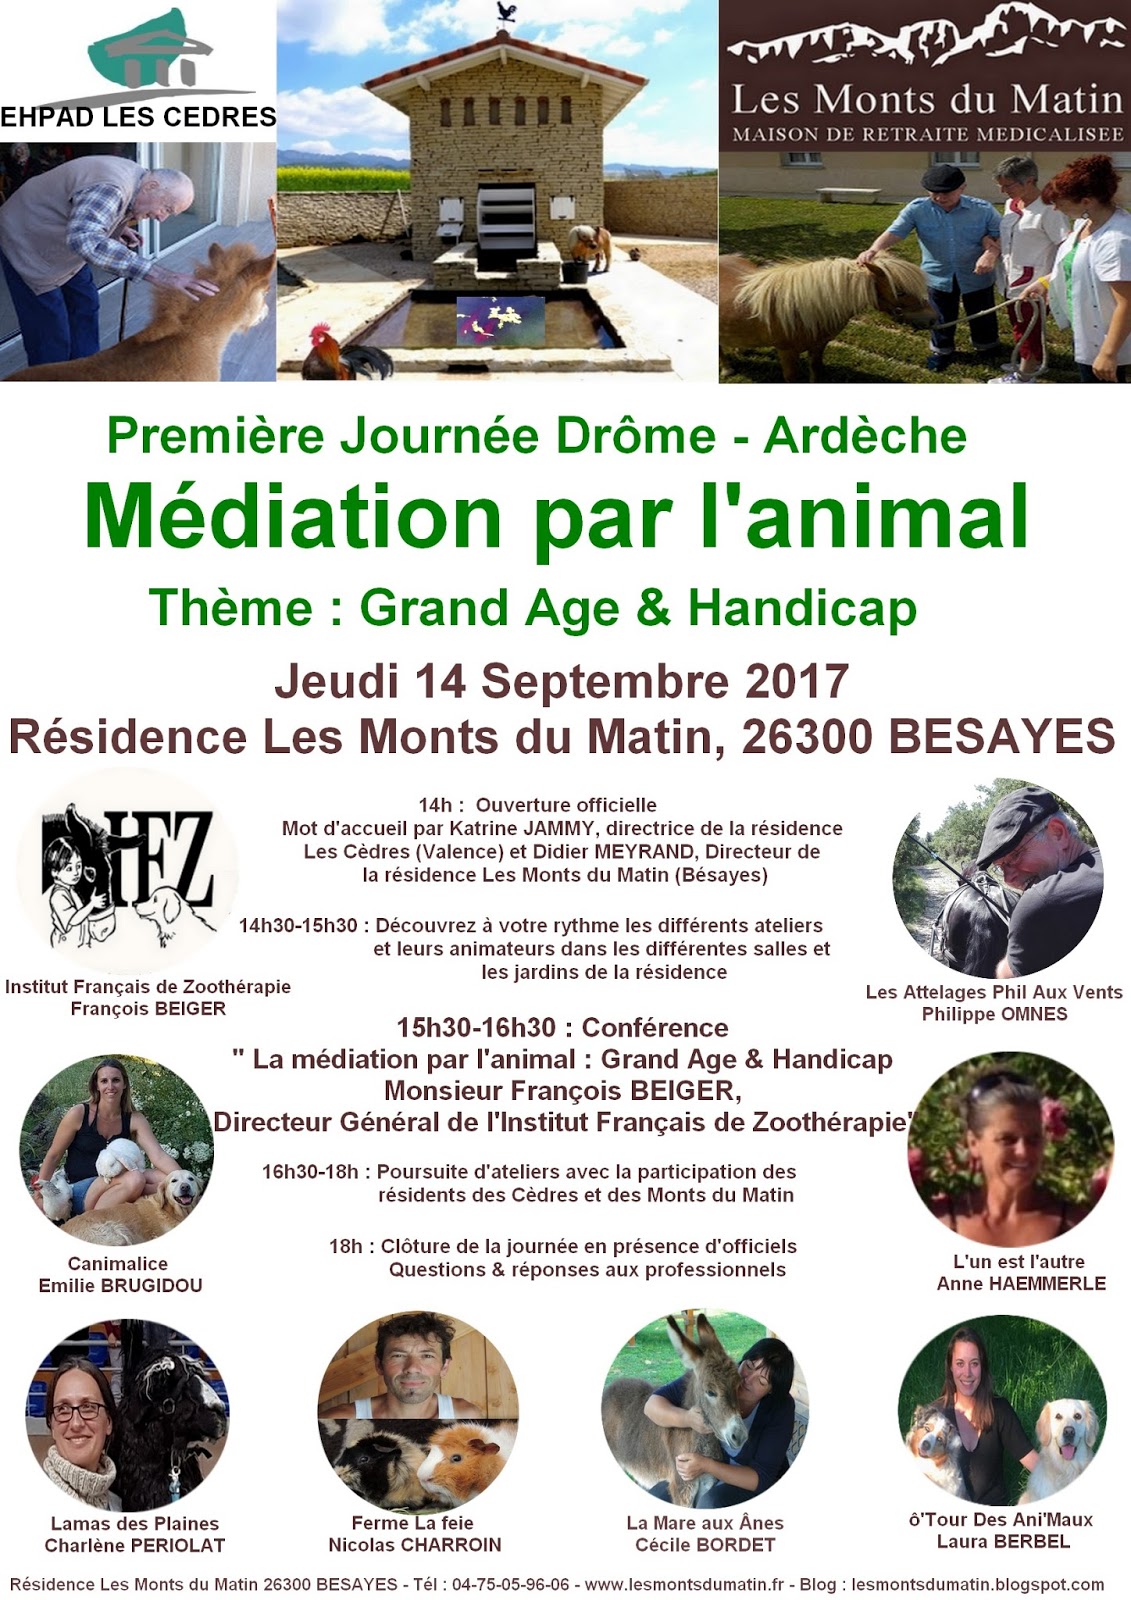 EHPAD LES CEDRES
Les Monts du Matin
MAISON DE RETRAITE MEDICALISEE
Première Journée Drôme - Ardèche
Médiation par l'animal
Thème : Grand Age & Handicap
Jeudi 14 Septembre 2017
Résidence Les Monts du Matin, 26300 BESAYES
IFZ
Institut Français de Zoothérapie
François BEIGER
14h : Ouverture officielle
Mot d'accueil par Katrine JAMMY, directrice de la résidence
Les Cèdres (Valence) et Didier MEYRAND, Directeur de
la résidence Les Monts du Matin (Bésayes)
14h30-15h30 : Découvrez à votre rythme les différents ateliers
et leurs animateurs dans les différentes salles et
les jardins de la résidence
Les Attelages Phil Aux Vents
Philippe OMNES
15h30-16h30 : Conférence
" La médiation par l'animal : Grand Age & Handicap
Monsieur François BEIGER,
Directeur Général de l'Institut Français de Zoothérapie"
16h30-18h : Poursuite d'ateliers avec la participation des
résidents des Cèdres et des Monts du Matin
18h : Clôture de la journée en présence d'officiels
Questions & réponses aux professionnels
Canimalice
Emilie BRUGIDOU
L'un est l'autre
Anne HAEMMERLE
Lamas des Plaines
Charlène PERIOLAT
Ferme La feie
Nicolas CHARROIN
La Mare aux Ânes
Cécile BORDET
ô'Tour Des Ani'Maux
Laura BERBEL
Résidence Les Monts du Matin 26300 BESAYES - Tél : 04-75-05-96-06 - www.lesmontsdumatin.fr - Blog : lesmontsdumatin.blogspot.com